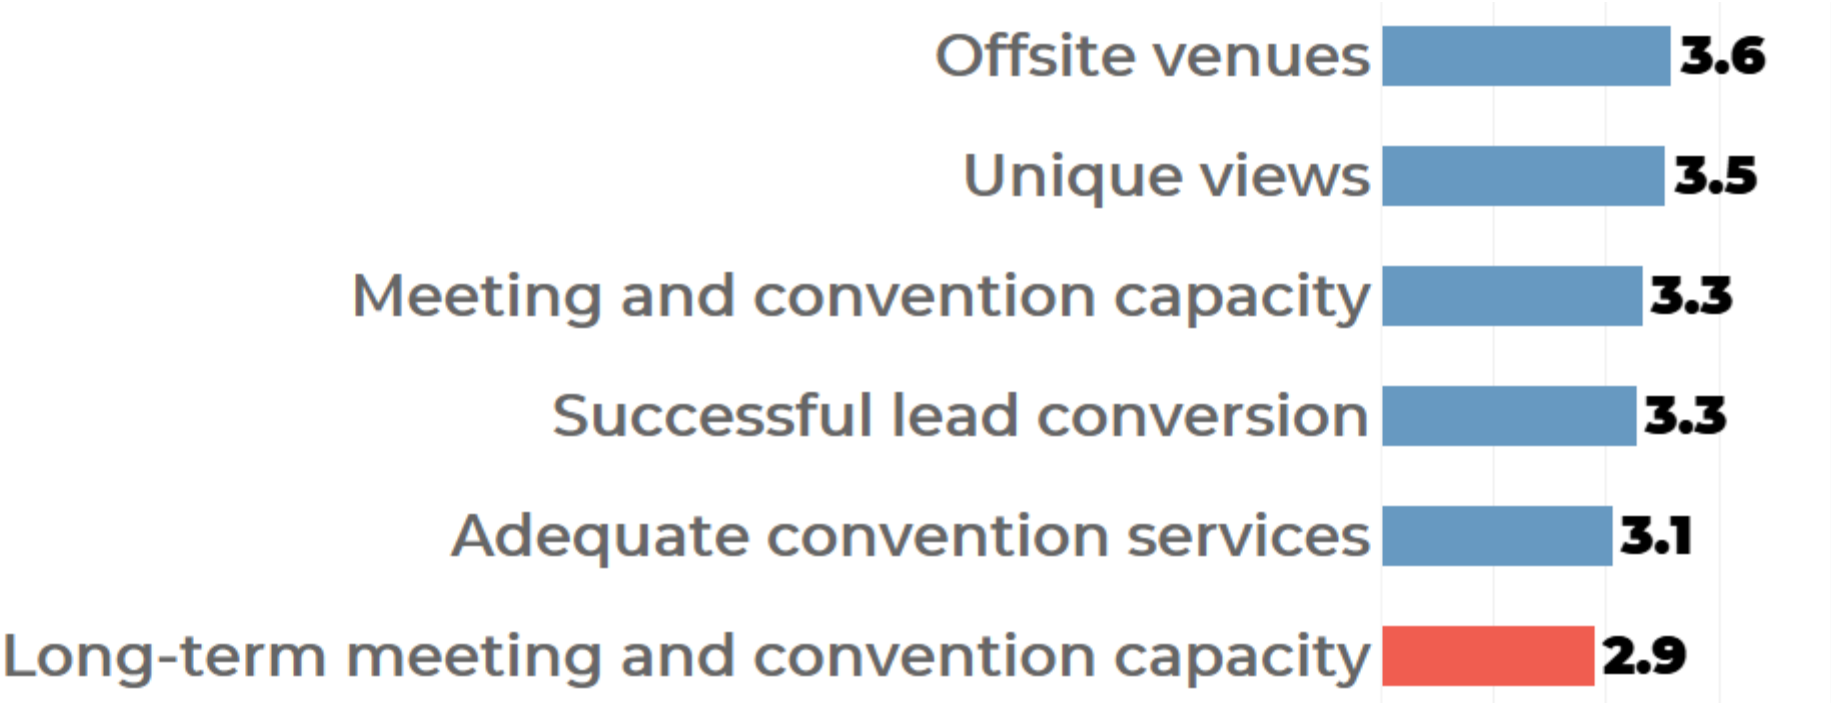 Offsite venues 3.6
Unique views 3.5
Meeting and convention capacity 3.3
Successful lead conversion 3.3
Adequate convention services 3.1
Long-term meeting and convention capacity 2.9